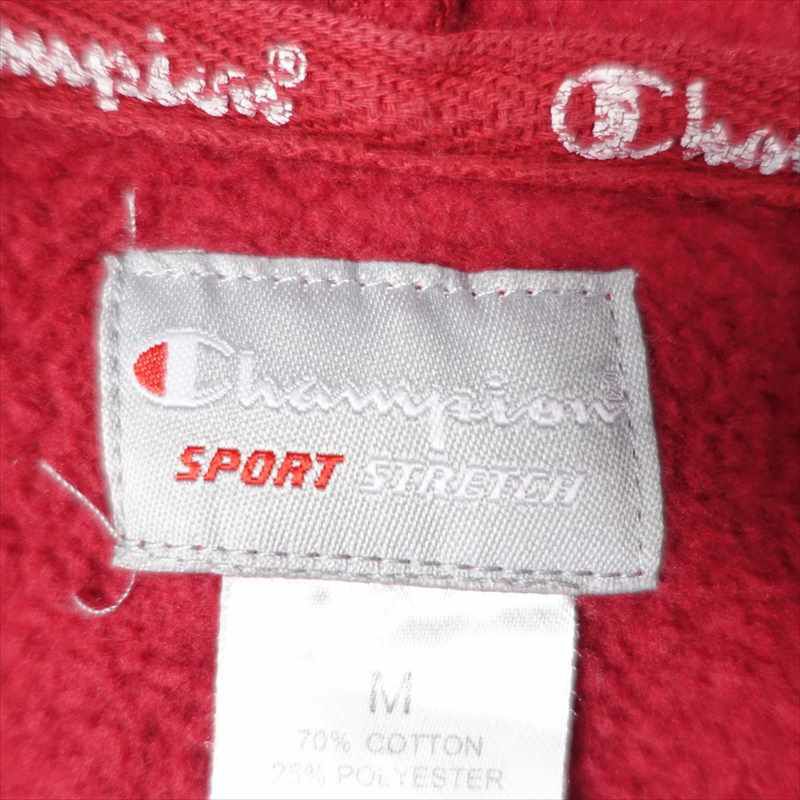 Champion® Champion
Champion
SPORT STRETCH
M
70% COTTON
25% POLYESTER